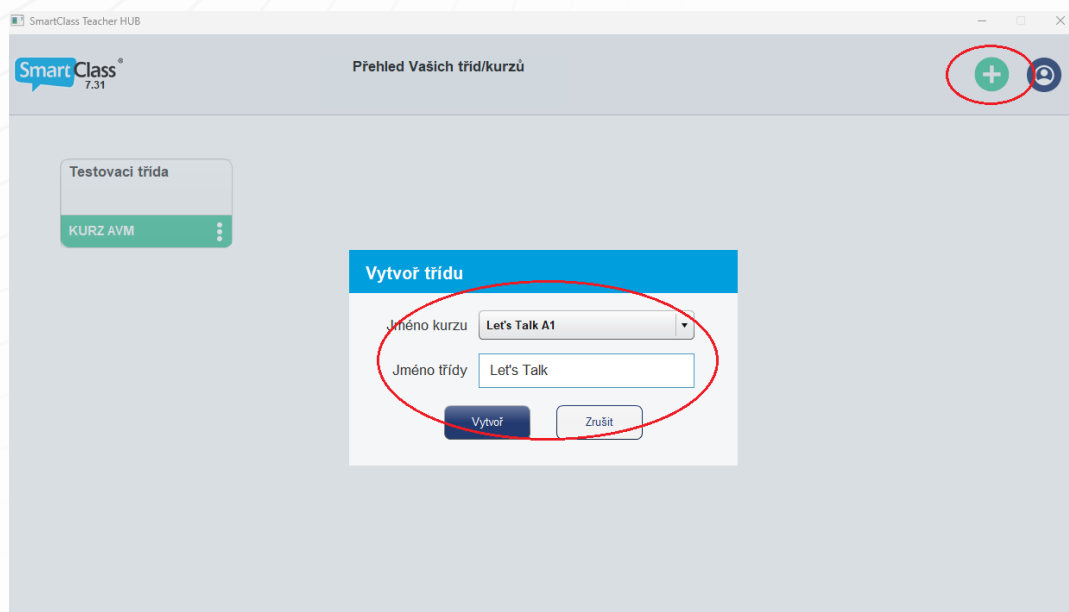 SmartClass Teacher HUB
SmartClass®
7.31
Přehled Vašich tříd/kurzů
Testovaci třída
KURZ AVM
Vytvoř třídu
Jméno kurzu Let's Talk A1
Jméno třídy Let's Talk
Vytvoř Zrušit